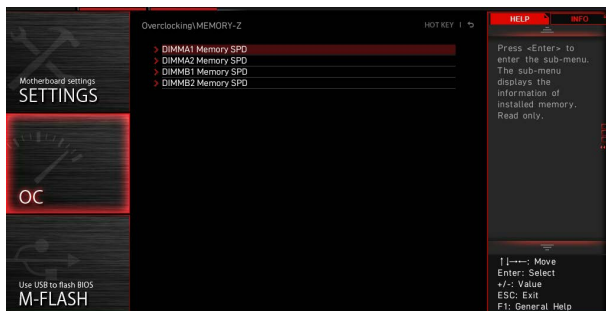 Overclocking\MEMORY-Z
HOT KEY | ↩
DIMMA1 Memory SPD
DIMMA2 Memory SPD
DIMMB1 Memory SPD
DIMMB2 Memory SPD
Motherboard settings
SETTINGS
OC
Use USB to flash BIOS
M-FLASH
HELP
INFO
Press <Enter> to
enter the sub-menu.
The sub-menu
displays the
information of
installed memory.
Read only.
↑↓→←: Move
Enter: Select
+/-: Value
ESC: Exit
F1: General Help